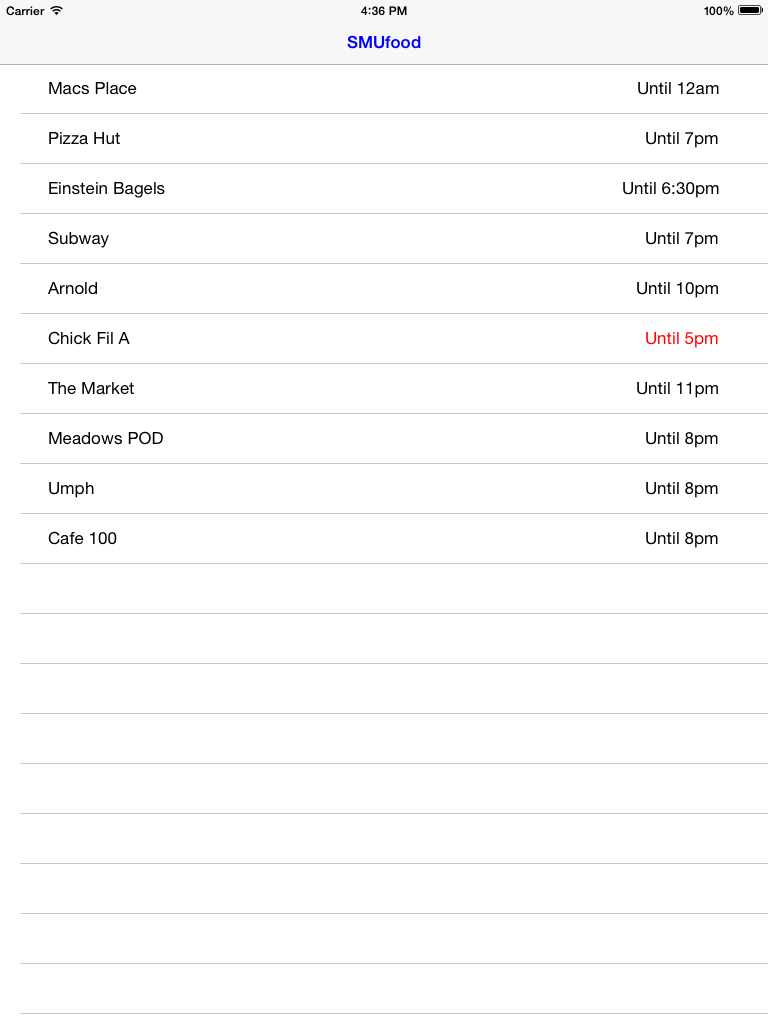 Carrier 4:36 PM 100%
SMUfood
Macs Place Until 12am
Pizza Hut Until 7pm
Einstein Bagels Until 6:30pm
Subway Until 7pm
Arnold Until 10pm
Chick Fil A Until 5pm
The Market Until 11pm
Meadows POD Until 8pm
Umph Until 8pm
Cafe 100 Until 8pm